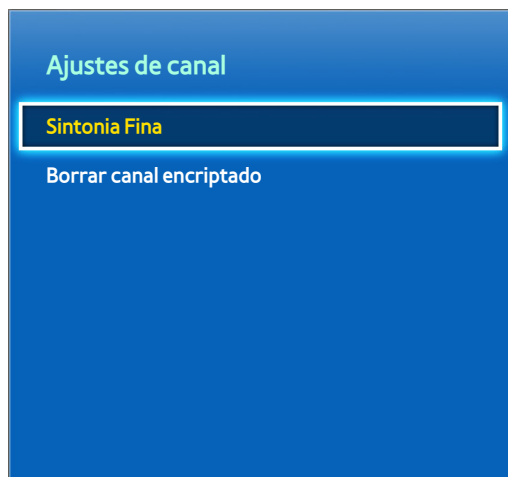 Ajustes de canal
Sintonia Fina
Borrar canal encriptado